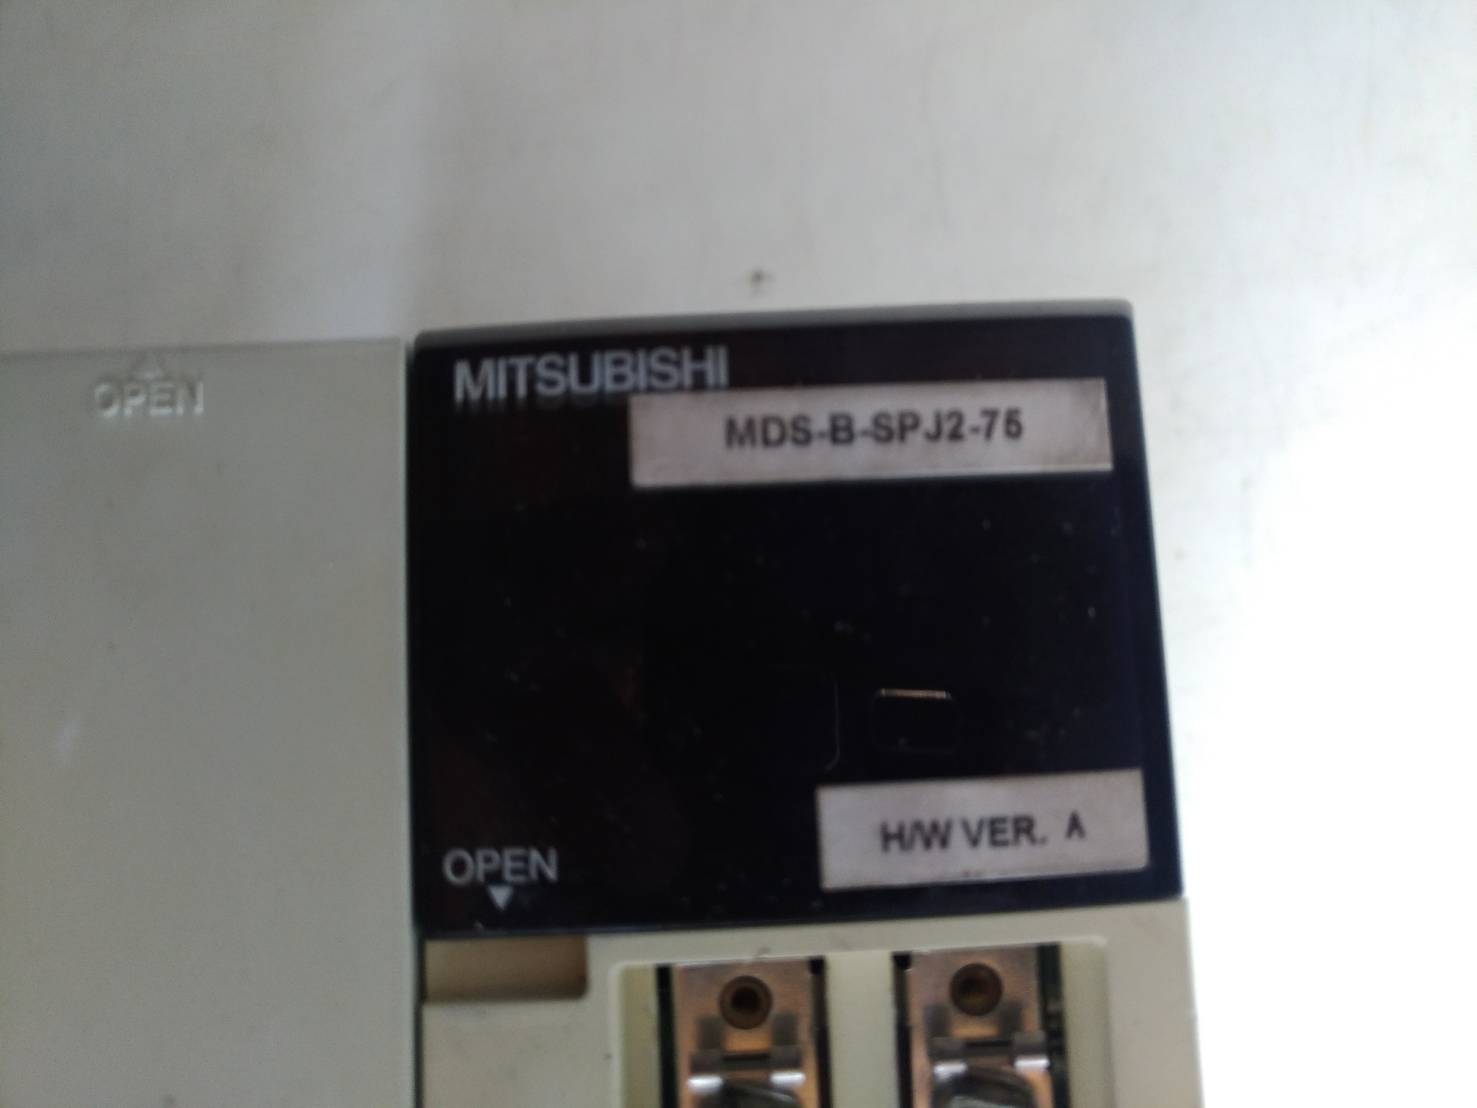 OPEN
MITSUBISHI
MDS-B-SPJ2-75
H/W VER. A
OPEN